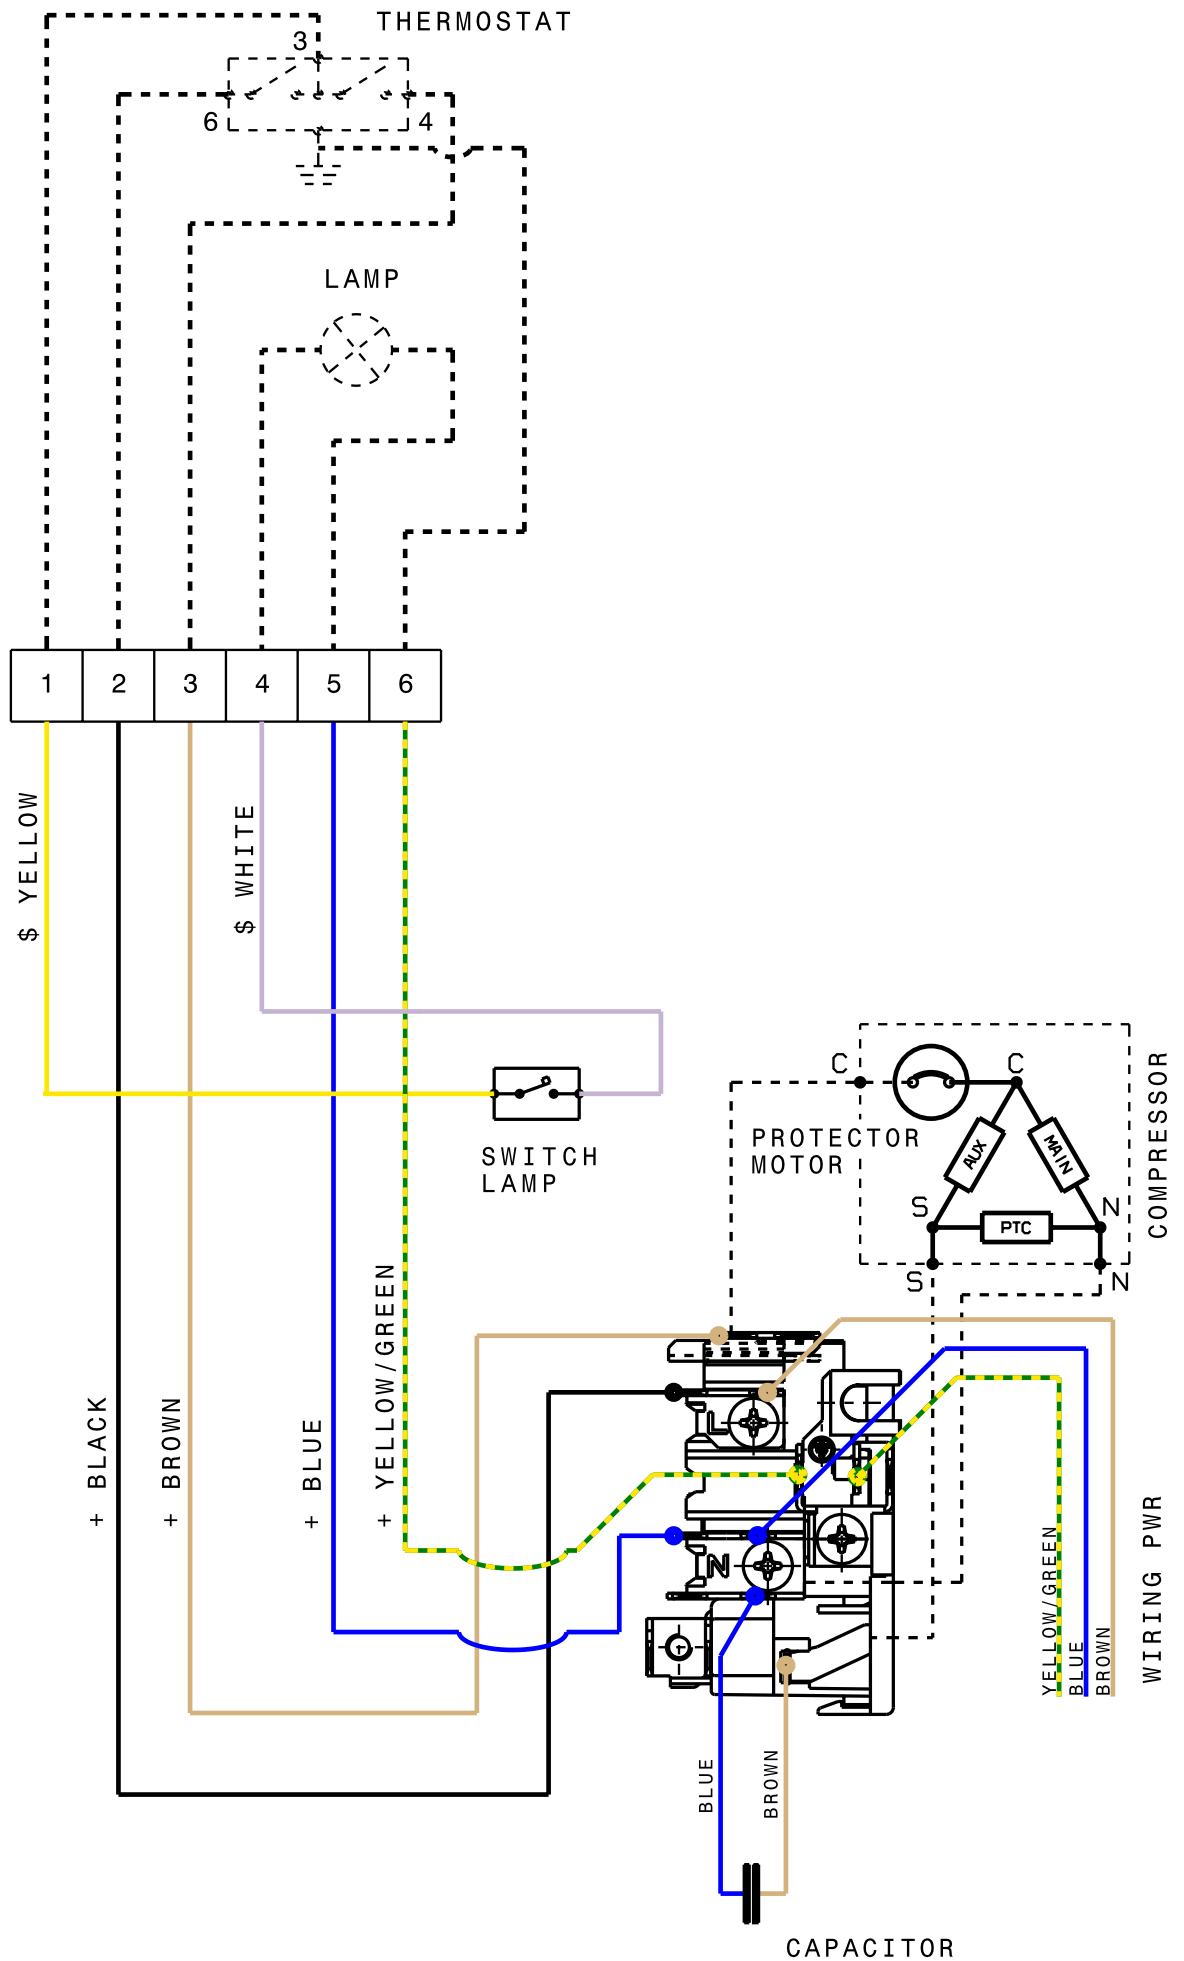 THERMOSTAT
3
6
4
LAMP
1 2 3 4 5 6
$ YELLOW
$ WHITE
C
C
PROTECTOR
MOTOR
AUX
MAIN
COMPRESSOR
SWITCH
LAMP
S
N
PTC
S
N
+ BLACK
+ BROWN
+ BLUE
+ YELLOW/GREEN
L
N
YELLOW/GREEN
BLUE
BROWN
WIRING PWR
BLUE
BROWN
CAPACITOR